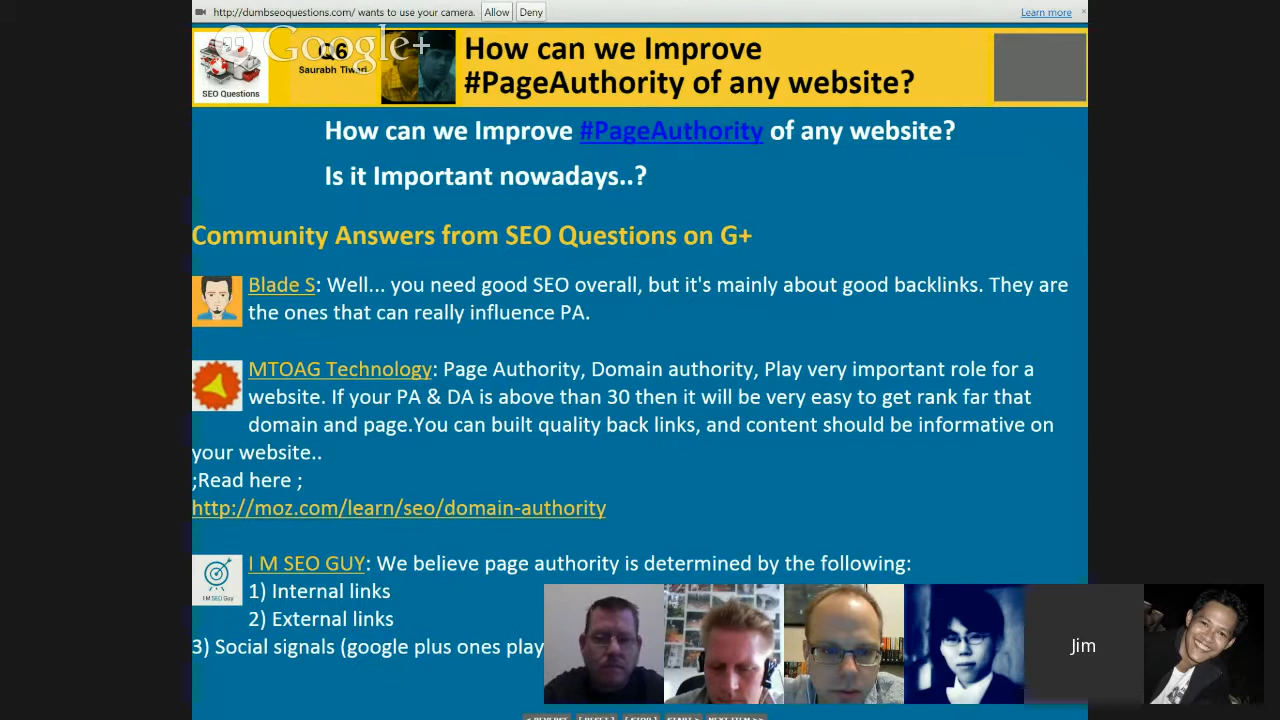 http://dumbseoquestions.com/ wants to use your camera. Allow Deny Learn more ×
Google+
SEO Questions
Q6
Saurabh Tiwari
How can we Improve
#PageAuthority of any website?
How can we Improve #PageAuthority of any website?
Is it Important nowadays..?
Community Answers from SEO Questions on G+
Blade S: Well... you need good SEO overall, but it's mainly about good backlinks. They are
the ones that can really influence PA.
MTOAG Technology: Page Authority, Domain authority, Play very important role for a
website. If your PA & DA is above than 30 then it will be very easy to get rank far that
domain and page.You can built quality back links, and content should be informative on
your website..
;Read here ;
http://moz.com/learn/seo/domain-authority
I M SEO Guy
I M SEO GUY: We believe page authority is determined by the following:
1) Internal links
2) External links
3) Social signals (google plus ones play
Jim